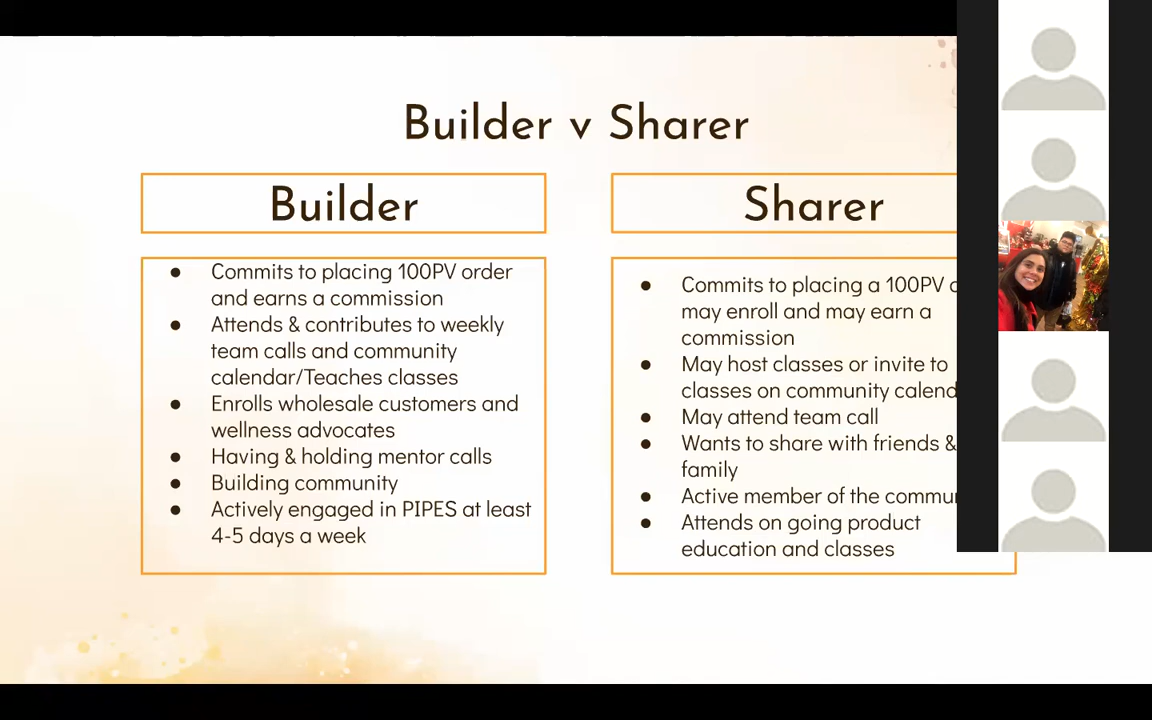 Builder v Sharer
Builder
● Commits to placing 100PV order
and earns a commission
● Attends & contributes to weekly
team calls and community
calendar/Teaches classes
● Enrolls wholesale customers and
wellness advocates
● Having & holding mentor calls
● Building community
● Actively engaged in PIPES at least
4-5 days a week
Sharer
● Commits to placing a 100PV
may enroll and may earn a
commission
● May host classes or invite to
classes on community
● May attend team call
● Wants to share with friends &
family
● Active member of the
● Attends on going product
education and classes